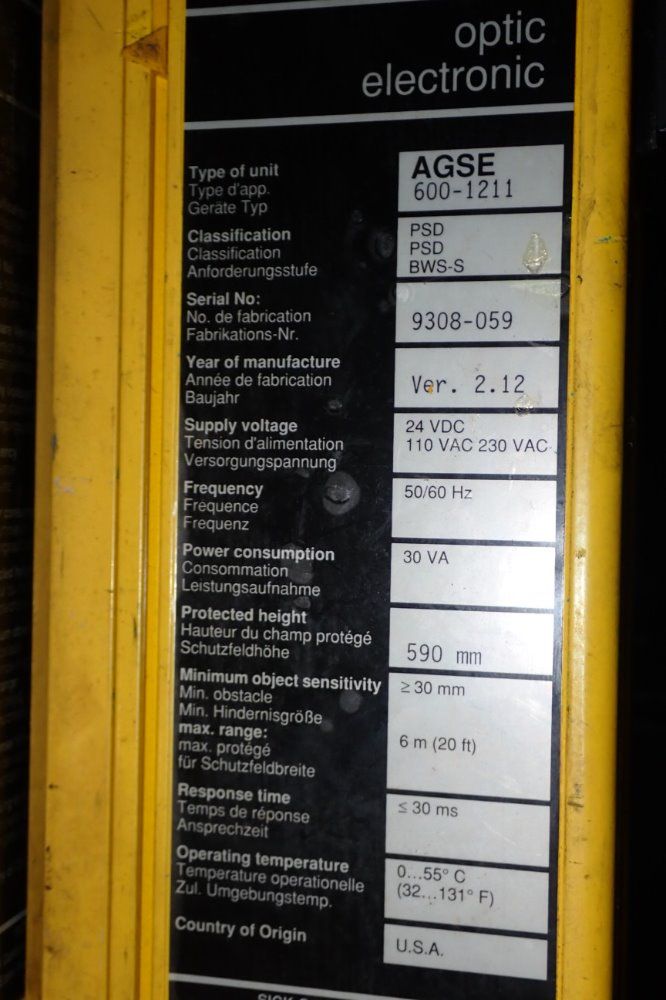 optic
electronic
Type of unit
Type d'app.
Geräte Typ
AGSE
600-1211
Classification
Classification
Anforderungsstufe
PSD
PSD
BWS-S
Serial No:
No. de fabrication
Fabrikations-Nr.
9308-059
Year of manufacture
Année de fabrication
Baujahr
Ver. 2.12
Supply voltage
Tension d'alimentation
Versorgungspannung
24 VDC
110 VAC 230 VAC
Frequency
Fréquence
Frequenz
50/60 Hz
Power consumption
Consommation
Leistungsaufnahme
30 VA
Protected height
Hauteur du champ protégé
Schutzfeldhöhe
590 mm
Minimum object sensitivity
Min. obstacle
Min. Hindernisgröße
≥ 30 mm
max. range:
max. protégé
für Schutzfeldbreite
6 m (20 ft)
Response time
Temps de réponse
Ansprechzeit
≤ 30 ms
Operating temperature
Temperature operationelle
Zul. Umgebungstemp.
0...55° C
(32...131° F)
Country of Origin
U.S.A.